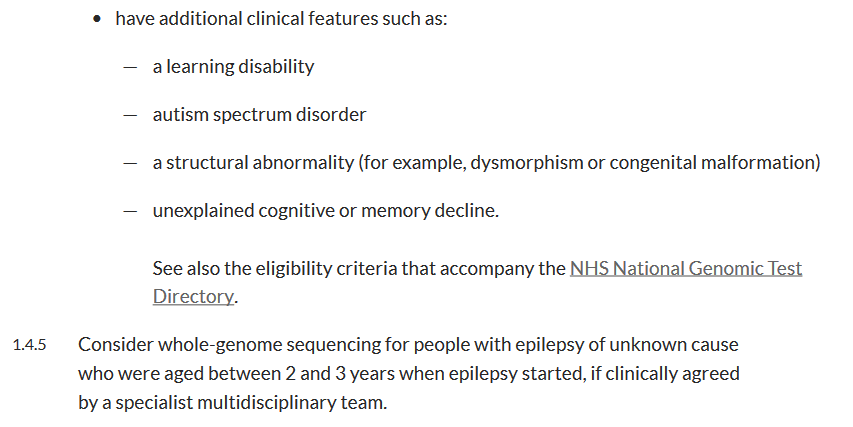 • have additional clinical features such as:
— a learning disability
— autism spectrum disorder
— a structural abnormality (for example, dysmorphism or congenital malformation)
— unexplained cognitive or memory decline.
See also the eligibility criteria that accompany the NHS National Genomic Test
Directory.
1.4.5 Consider whole-genome sequencing for people with epilepsy of unknown cause
who were aged between 2 and 3 years when epilepsy started, if clinically agreed
by a specialist multidisciplinary team.